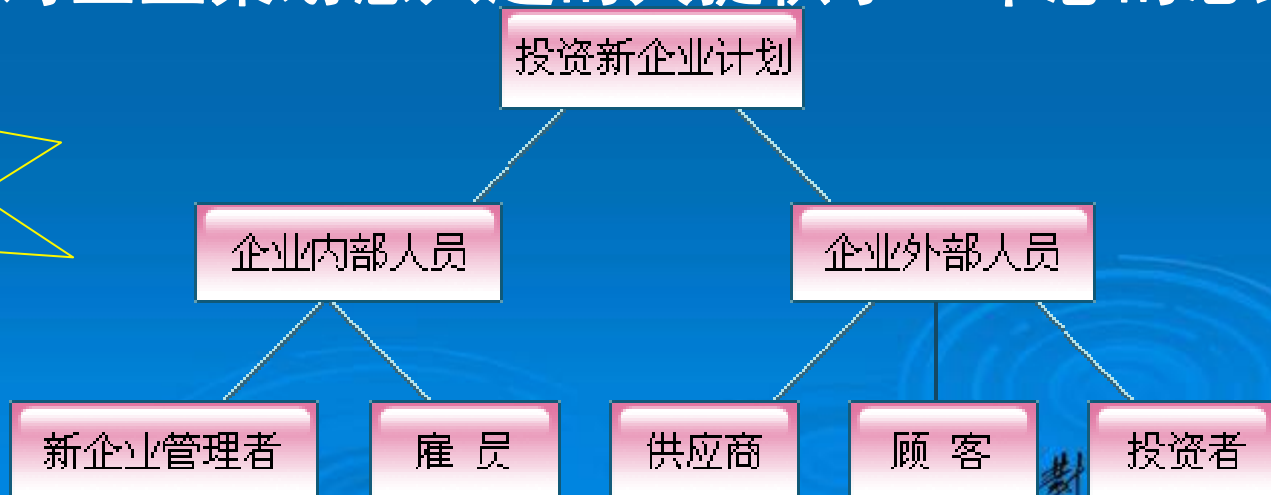 投资新企业计划
企业内部人员
企业外部人员
新企业管理者
雇 员
供应商
顾 客
投资者